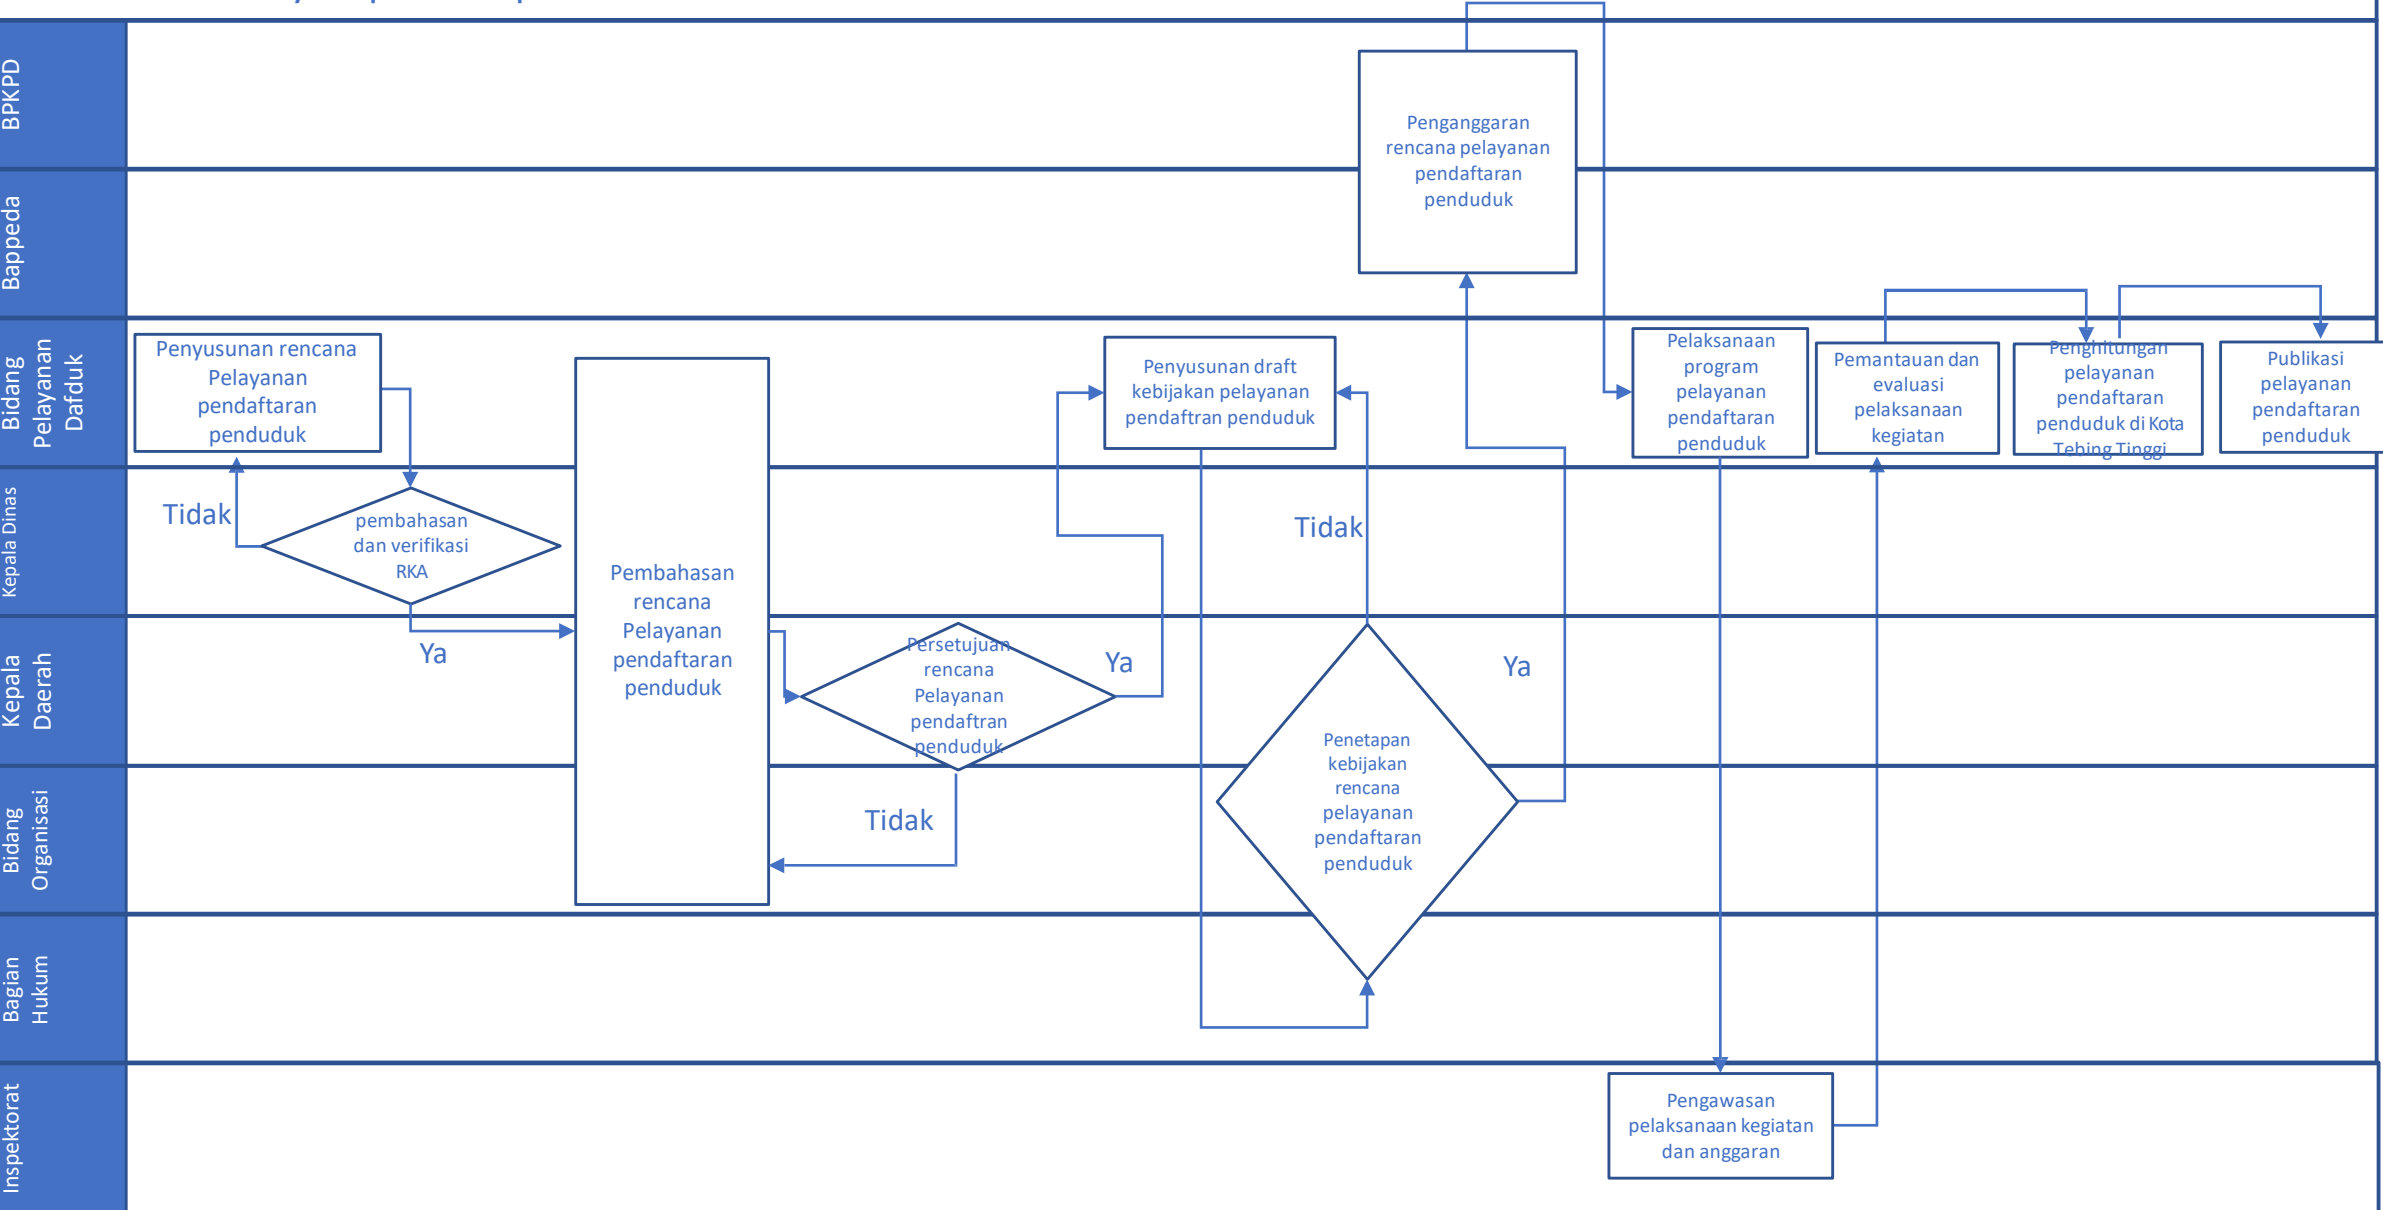 BPKPD
Bappeda
Bidang
Pelayanan
Dafduk
Kepala Dinas
Kepala
Daerah
Bidang
Organisasi
Bagian
Hukum
Inspektorat
Penyusunan rencana
Pelayanan
pendaftaran
penduduk
Tidak
pembahasan
dan verifikasi
RKA
Ya
Pembahasan
rencana
Pelayanan
pendaftaran
penduduk
Persetujuan
rencana
Pelayanan
pendaftran
penduduk
Ya
Tidak
Penyusunan draft
kebijakan pelayanan
pendaftran penduduk
Tidak
Penetapan
kebijakan
rencana
pelayanan
pendaftaran
penduduk
Ya
Penganggaran
rencana pelayanan
pendaftaran
penduduk
Pelaksanaan
program
pelayanan
pendaftaran
penduduk
Pengawasan
pelaksanaan kegiatan
dan anggaran
Pemantauan dan
evaluasi
pelaksanaan
kegiatan
Penghitungan
pelayanan
pendaftaran
penduduk di Kota
Tebing Tinggi
Publikasi
pelayanan
pendaftaran
penduduk